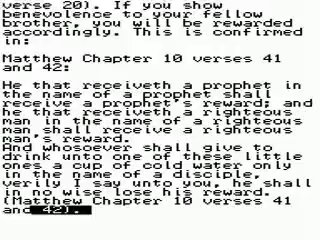 verse 20). If you show
benevolence to your fellow
brother, you will be rewarded
accordingly. This is confirmed
in:
Matthew Chapter 10 verses 41
and 42:
He that receiveth a prophet in
the name of a prophet shall
receive a prophet's reward; and
he that receiveth a righteous
man in the name of a righteous
man shall receive a righteous
man's reward.
And whosoever shall give to
drink unto one of these little
ones a cup of cold water only
in the name of a disciple,
verily I say unto you, he shall
in no wise lose his reward.
(Matthew Chapter 10 verses 41
and 42).